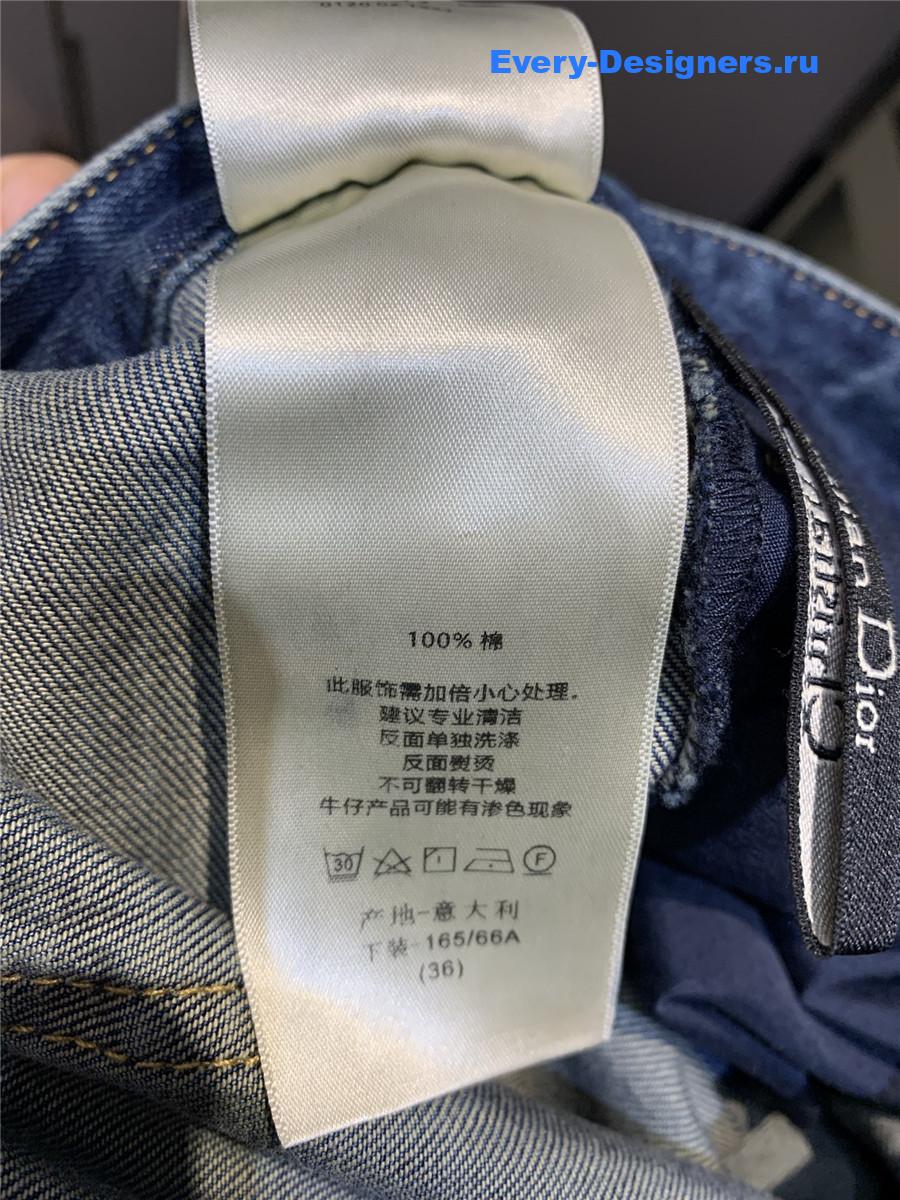 Every-Designers.ru
100% 棉
此服饰需加倍小心处理。
建议专业清洁
反面单独洗涤
反面熨烫
不可翻转干燥
牛仔产品可能有渗色现象
30
F
产地-意大利
下装-165/66A
(36)
Dior